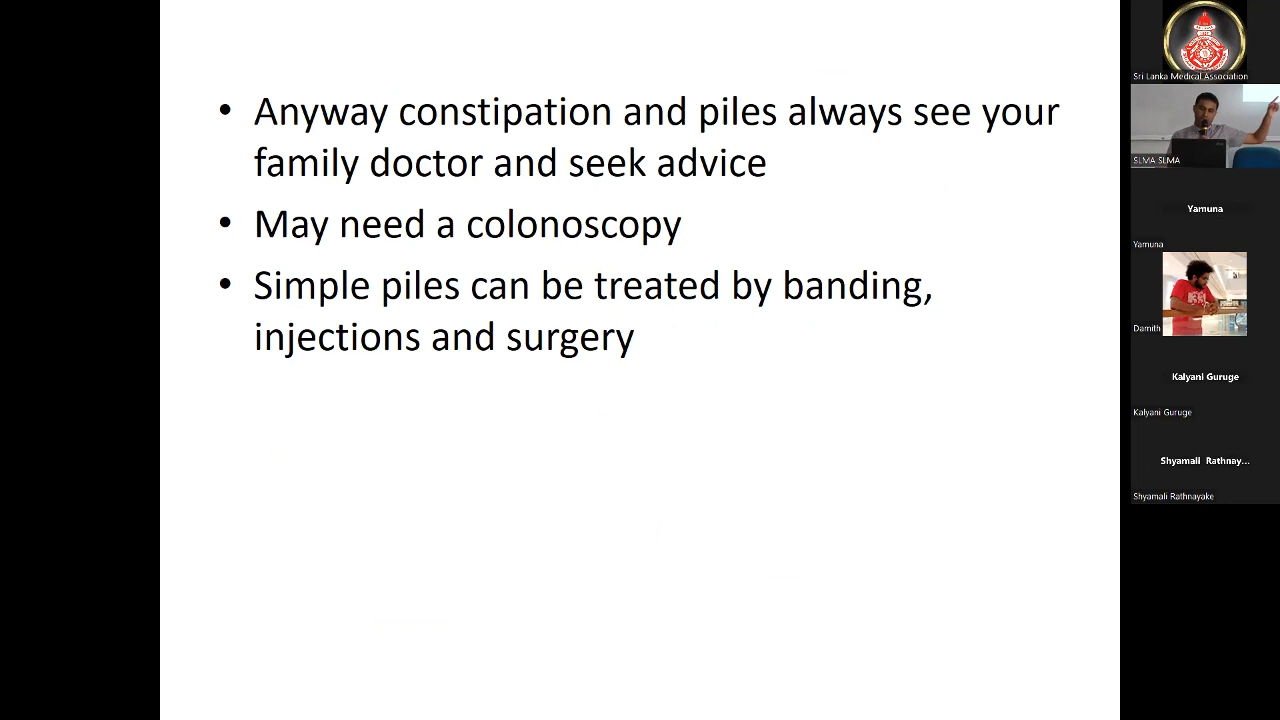 • Anyway constipation and piles always see your
family doctor and seek advice
• May need a colonoscopy
• Simple piles can be treated by banding,
injections and surgery
Sri Lanka Medical Association
SLMA SLMA
Yamuna
Yamuna
Damith
Kalyani Guruge
Kalyani Guruge
Shyamali Rathnay...
Shyamali Rathnayake